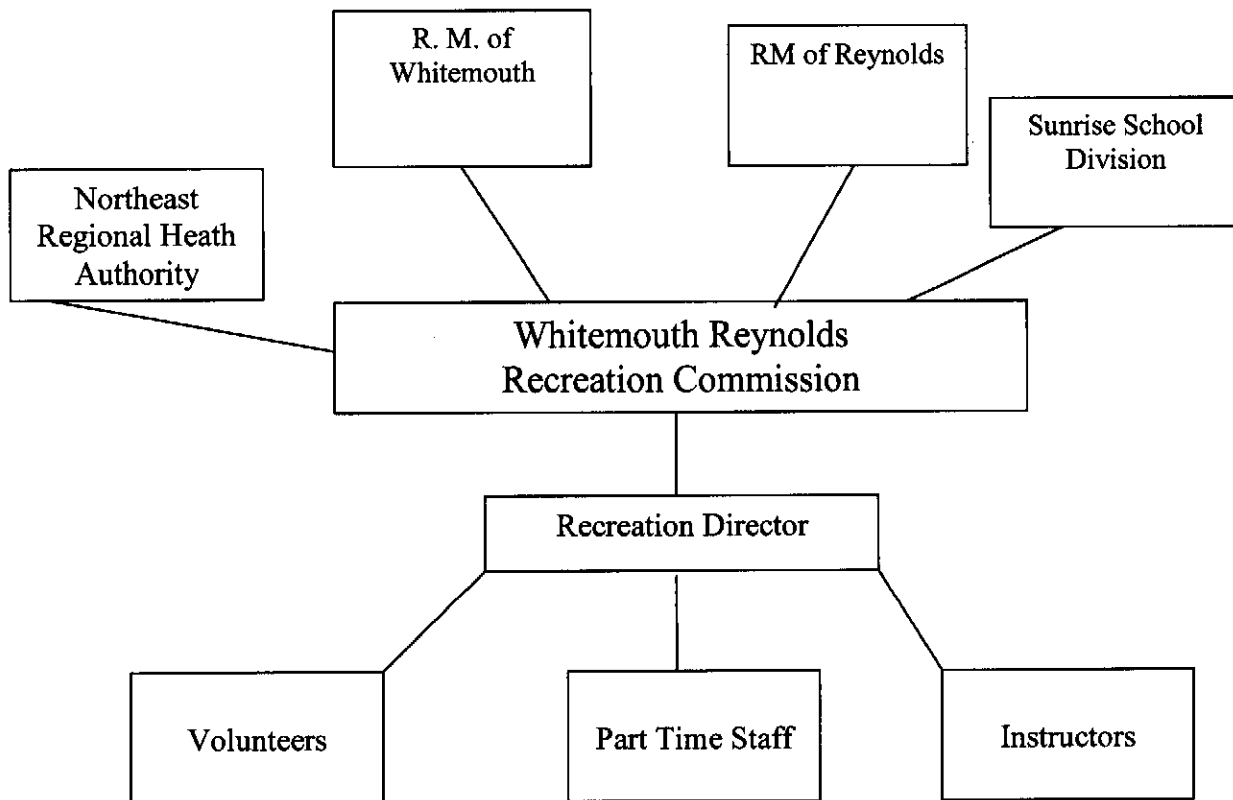 R. M. of
Whitemouth
RM of Reynolds
Sunrise School
Division
Northeast
Regional Heath
Authority
Whitemouth Reynolds
Recreation Commission
Recreation Director
Volunteers
Part Time Staff
Instructors